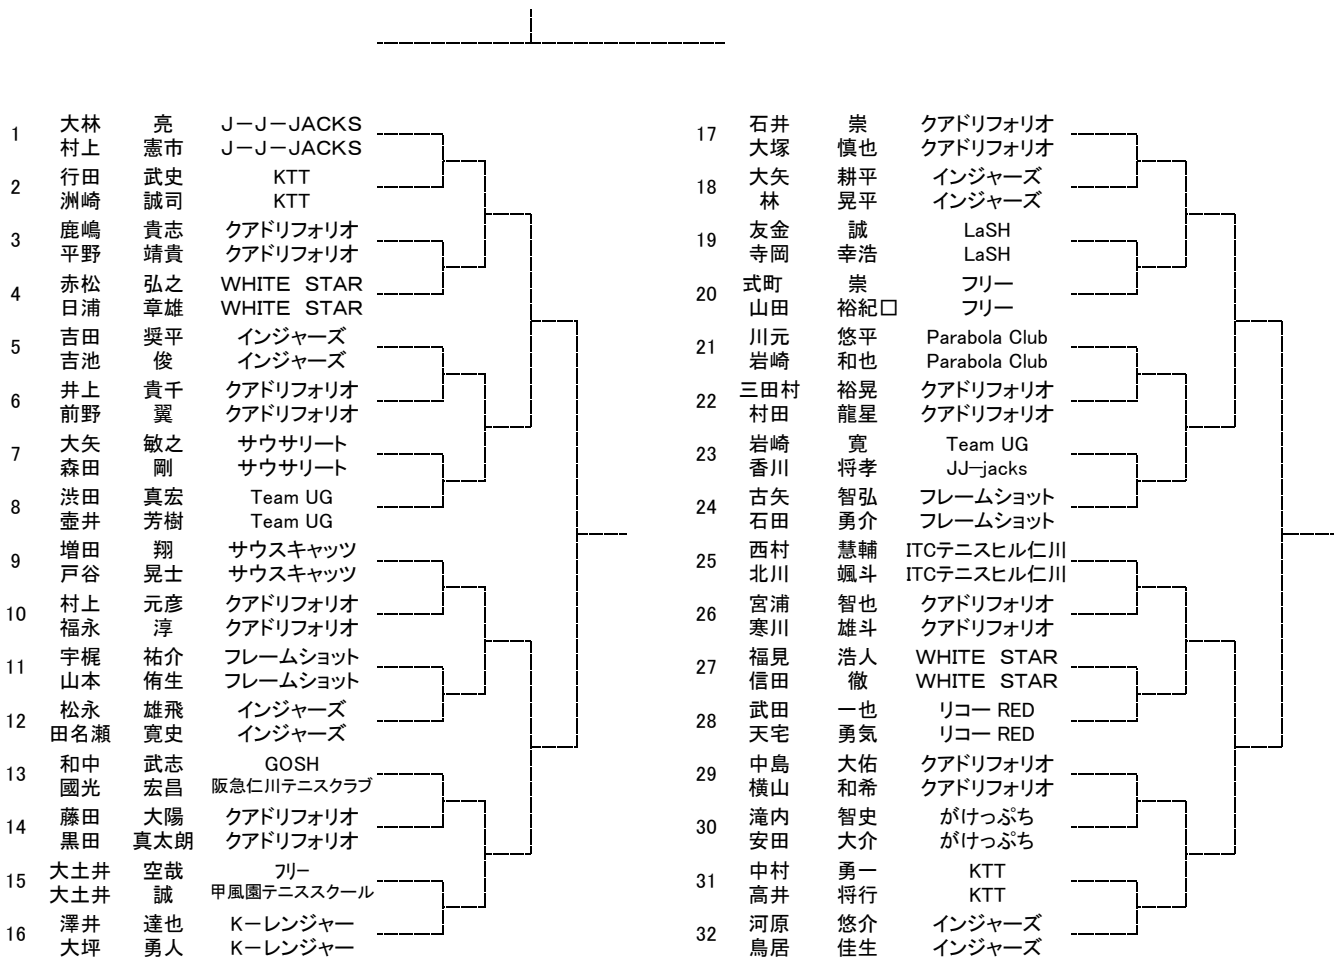 1 大林 亮 J－J－JACKS
村上 憲市 J－J－JACKS
2 行田 武史 KTT
洲崎 誠司 KTT
3 鹿嶋 貴志 クアドリフォリオ
平野 靖貴 クアドリフォリオ
4 赤松 弘之 WHITE STAR
日浦 章雄 WHITE STAR
5 吉田 奨平 インジャーズ
吉池 俊 インジャーズ
6 井上 貴千 クアドリフォリオ
前野 翼 クアドリフォリオ
7 大矢 敏之 サウサリート
森田 剛 サウサリート
8 渋田 真宏 Team UG
壺井 芳樹 Team UG
9 増田 翔 サウスキャッツ
戸谷 晃士 サウスキャッツ
10 村上 元彦 クアドリフォリオ
福永 淳 クアドリフォリオ
11 宇梶 祐介 フレームショット
山本 侑生 フレームショット
12 松永 雄飛 インジャーズ
田名瀬 寛史 インジャーズ
13 和中 武志 GOSH
國光 宏昌 阪急仁川テニスクラブ
14 藤田 大陽 クアドリフォリオ
黒田 真太朗 クアドリフォリオ
15 大土井 空哉 フリー
大土井 誠 甲風園テニススクール
16 澤井 達也 K－レンジャー
大坪 勇人 K－レンジャー
17 石井 崇 クアドリフォリオ
大塚 慎也 クアドリフォリオ
18 大矢 耕平 インジャーズ
林 晃平 インジャーズ
19 友金 誠 LaSH
寺岡 幸浩 LaSH
20 式町 崇 フリー
山田 裕紀□ フリー
21 川元 悠平 Parabola Club
岩崎 和也 Parabola Club
22 三田村 裕晃 クアドリフォリオ
村田 龍星 クアドリフォリオ
23 岩崎 寛 Team UG
香川 将孝 JJ－jacks
24 古矢 智弘 フレームショット
石田 勇介 フレームショット
25 西村 慧輔 ITCテニスヒル仁川
北川 颯斗 ITCテニスヒル仁川
26 宮浦 智也 クアドリフォリオ
寒川 雄斗 クアドリフォリオ
27 福見 浩人 WHITE STAR
信田 徹 WHITE STAR
28 武田 一也 リコー RED
天宅 勇気 リコー RED
29 中島 大佑 クアドリフォリオ
横山 和希 クアドリフォリオ
30 滝内 智史 がけっぷち
安田 大介 がけっぷち
31 中村 勇一 KTT
高井 将行 KTT
32 河原 悠介 インジャーズ
鳥居 佳生 インジャーズ